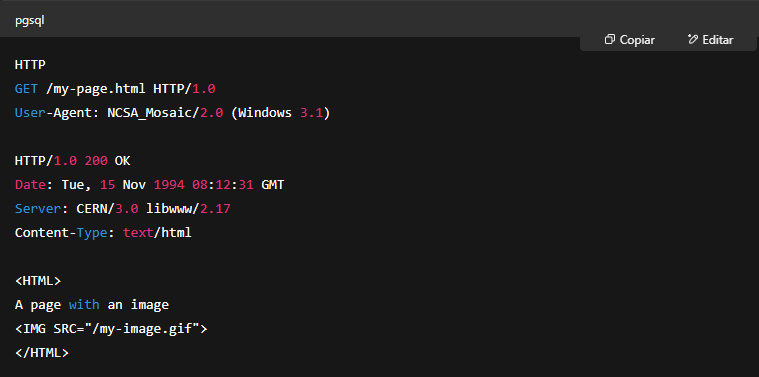 pgsql
Copiar Editar
HTTP
GET /my-page.html HTTP/1.0
User-Agent: NCSA_Mosaic/2.0 (Windows 3.1)
HTTP/1.0 200 OK
Date: Tue, 15 Nov 1994 08:12:31 GMT
Server: CERN/3.0 libwww/2.17
Content-Type: text/html
<HTML>
A page with an image
<IMG SRC="/my-image.gif">
</HTML>